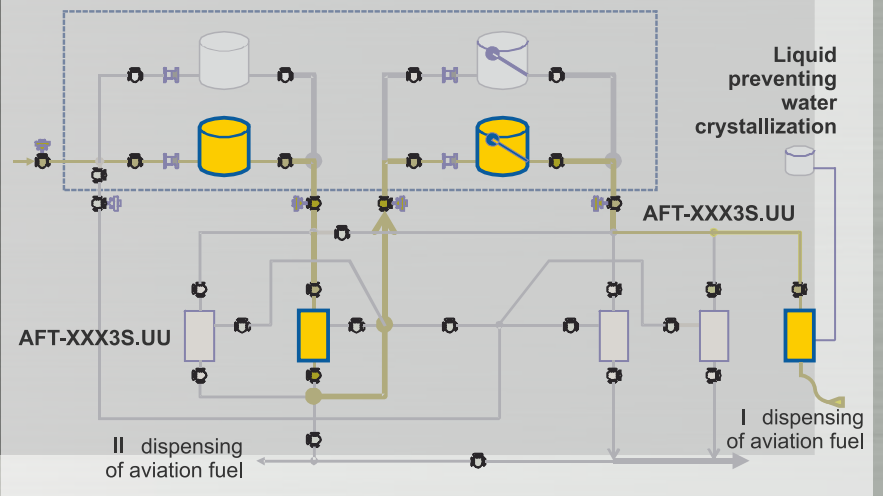 Liquid
preventing
water
crystallization
AFT-XXX3S.UU
AFT-XXX3S.UU
I dispensing
of aviation fuel
II dispensing
of aviation fuel